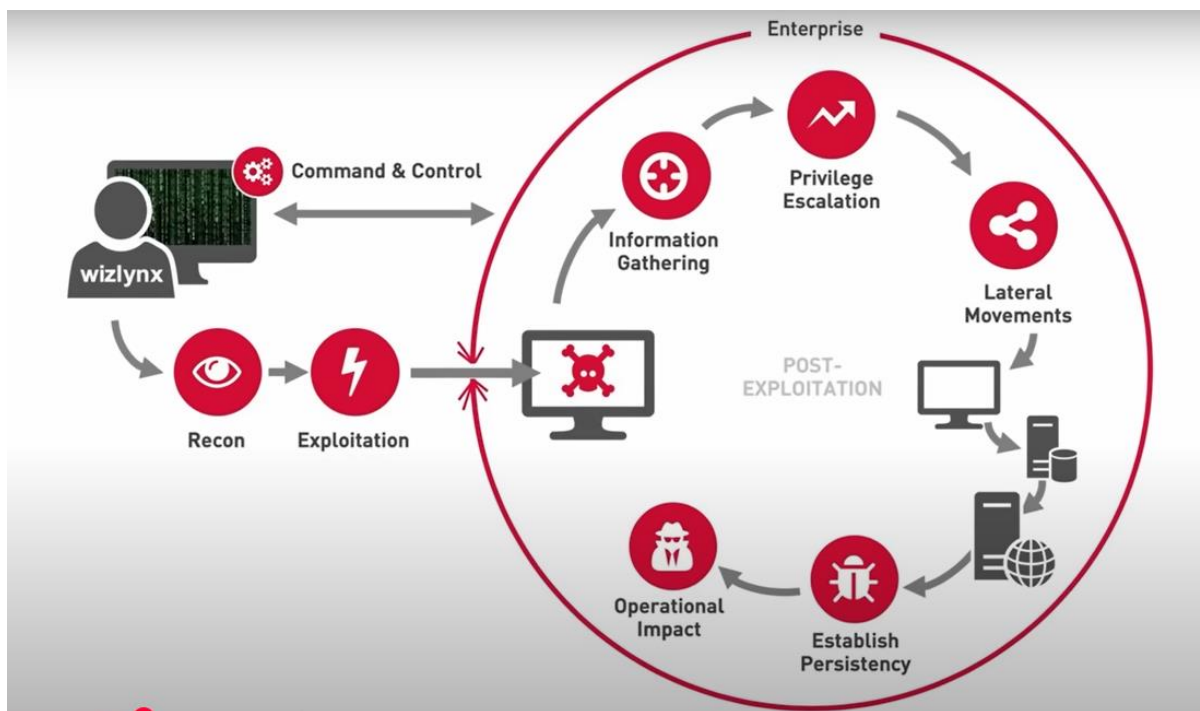 Enterprise
Command & Control
wizlynx
Recon
Exploitation
Information
Gathering
Privilege
Escalation
Lateral
Movements
POST-
EXPLOITATION
Establish
Persistency
Operational
Impact